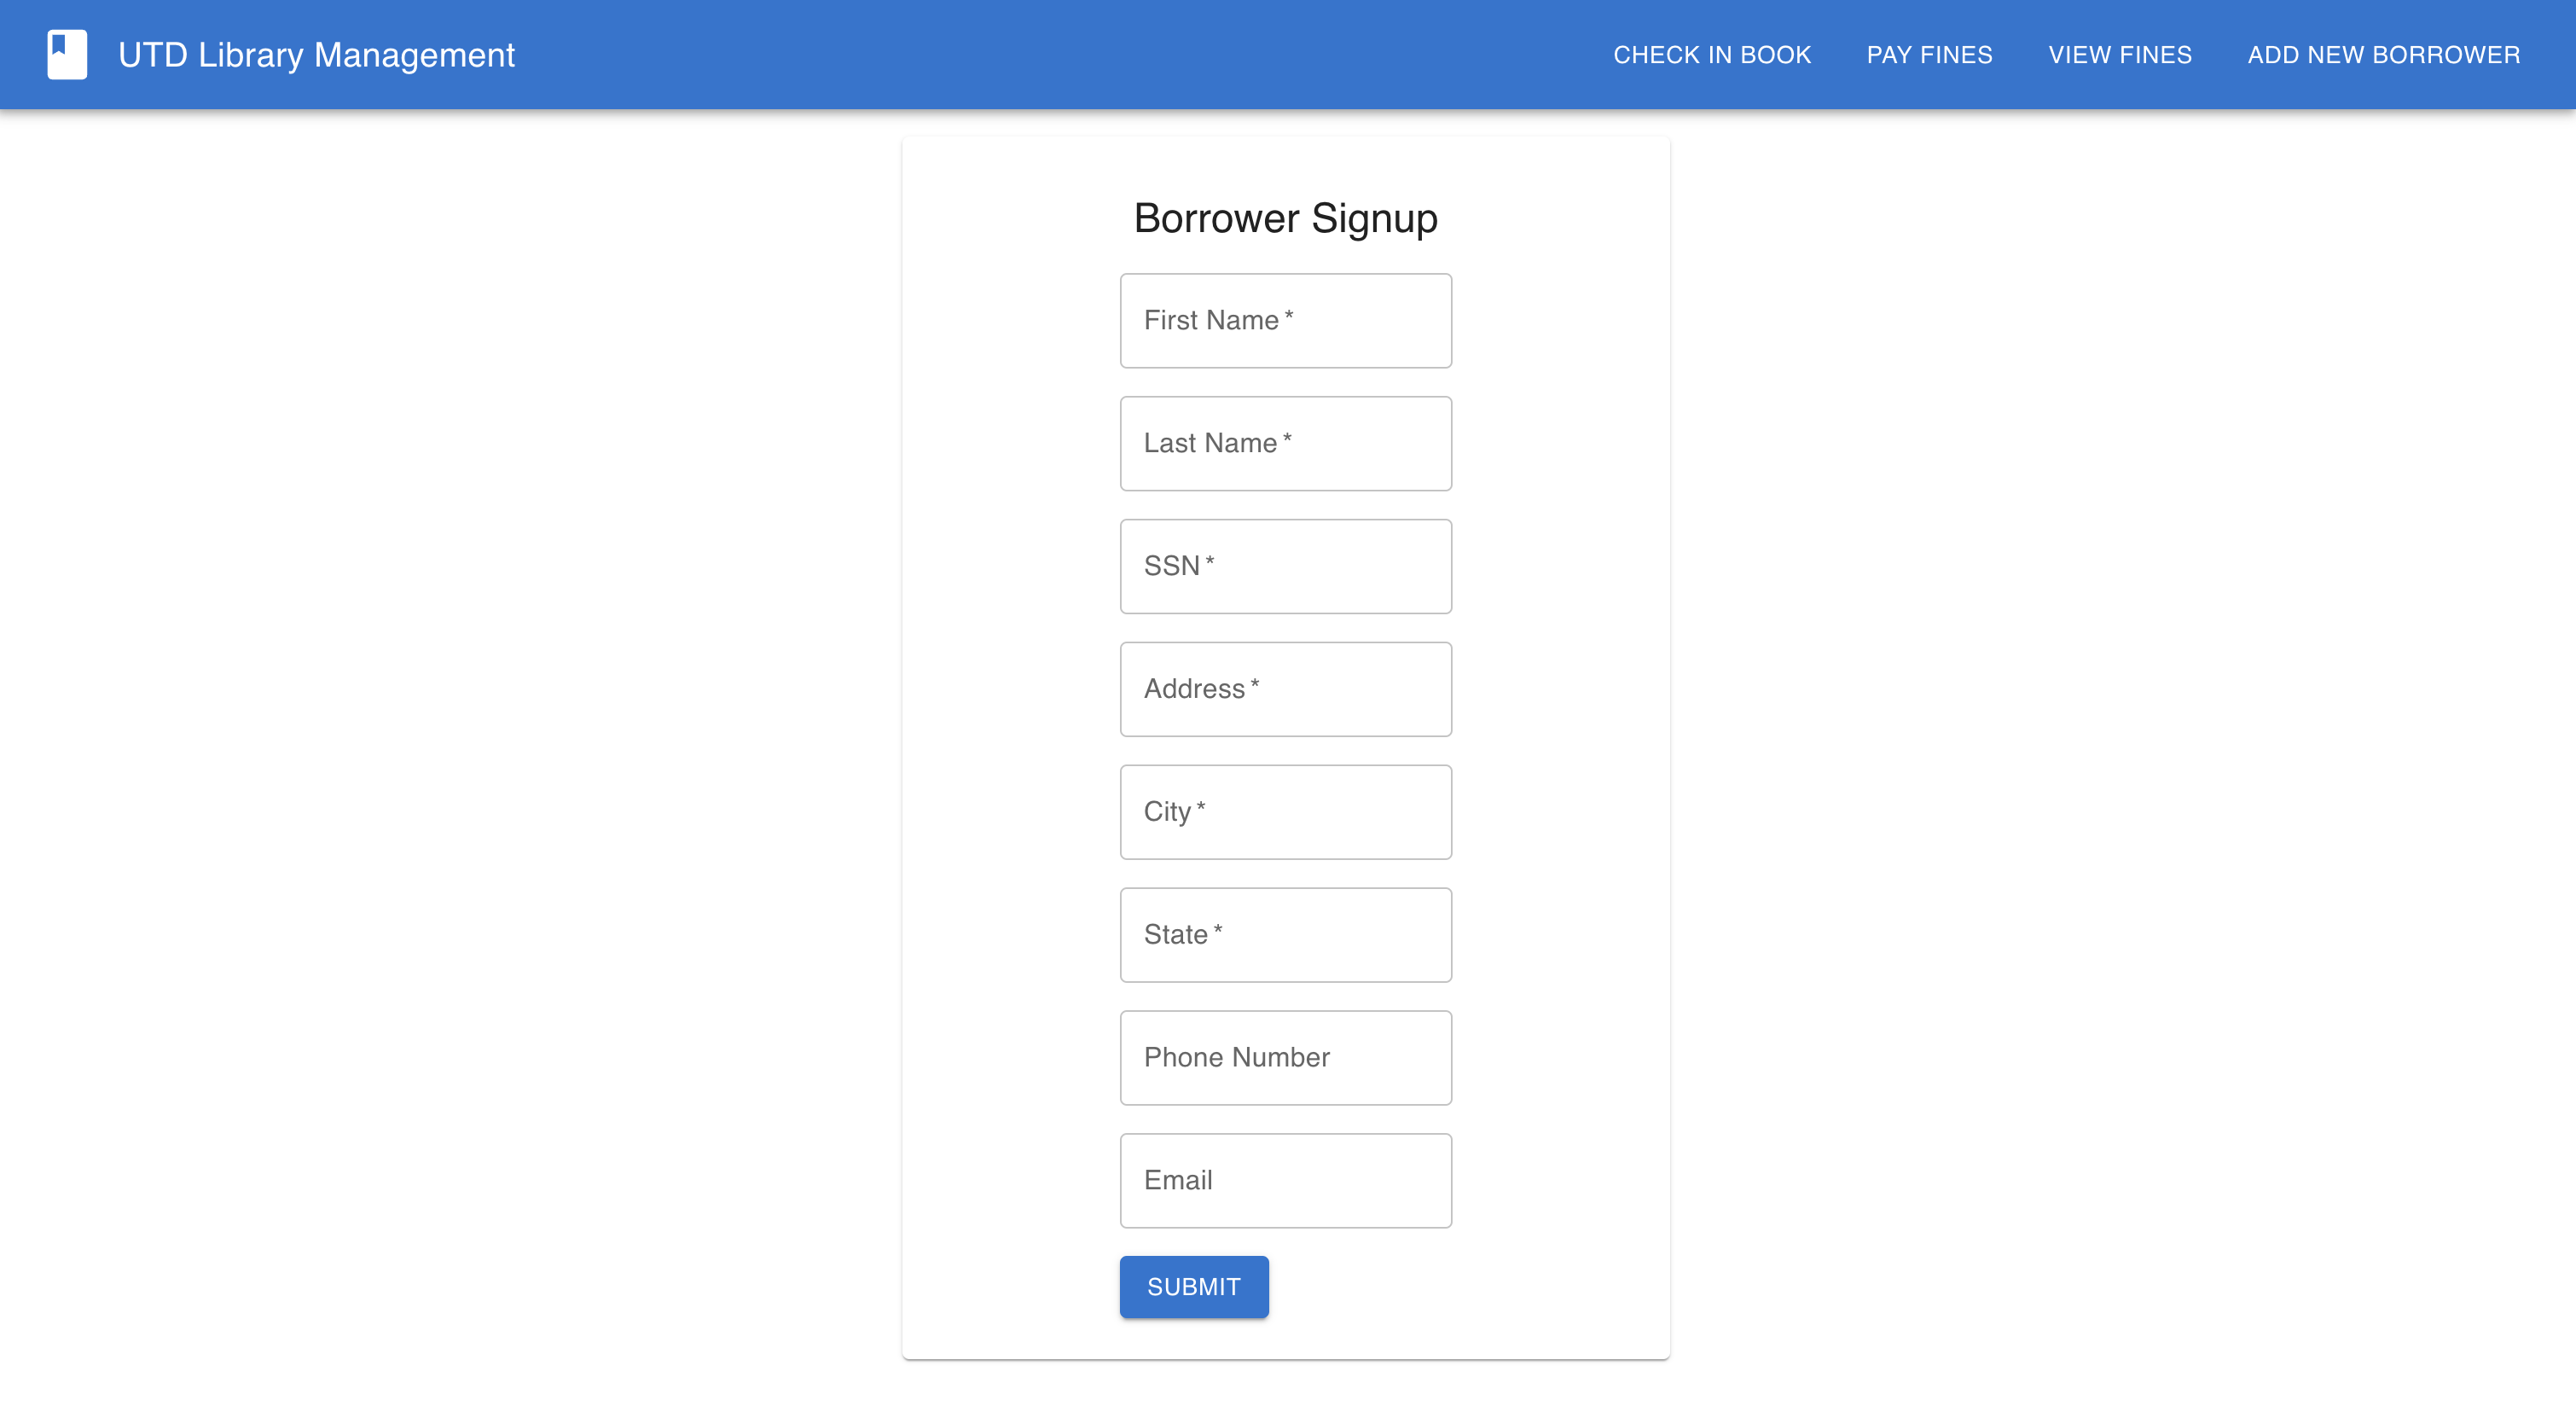 UTD Library Management
CHECK IN BOOK
PAY FINES
VIEW FINES
ADD NEW BORROWER
Borrower Signup
First Name *
Last Name *
SSN *
Address *
City *
State *
Phone Number
Email
SUBMIT